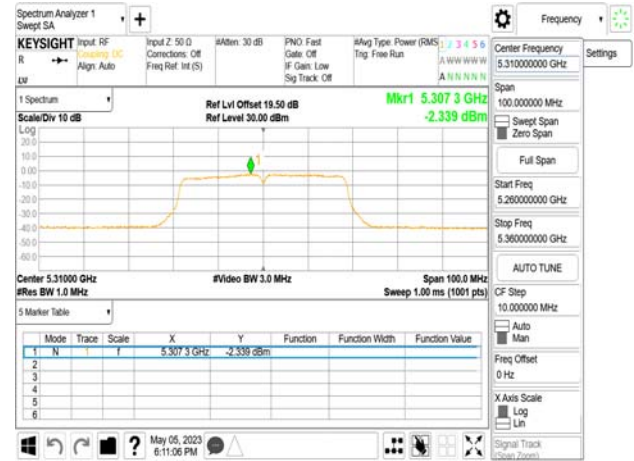 Spectrum Analyzer 1
Swept SA
+
Frequency
KEYSIGHT
R
Input: RF
Coupling: DC
Align: Auto
Input Z: 50 Ω
Corrections: Off
Freq Ref: Int (S)
#Atten: 30 dB
PNO: Fast
Gate: Off
IF Gain: Low
Sig Track: Off
#Avg Type: Power (RMS
Trig: Free Run
1 2 3 4 5 6
A W W W W W
A N N N N N
1 Spectrum
Scale/Div 10 dB
Ref Lvl Offset 19.50 dB
Ref Level 30.00 dBm
Mkr1 5.307 3 GHz
-2.339 dBm
Log
20.0
10.0
0.00
-10.0
-20.0
-30.0
-40.0
-50.0
-60.0
1
Center 5.31000 GHz
#Res BW 1.0 MHz
#Video BW 3.0 MHz
Span 100.0 MHz
Sweep 1.00 ms (1001 pts)
5 Marker Table
Mode Trace Scale X Y Function Function Width Function Value
1 N 1 f 5.307 3 GHz -2.339 dBm
2
3
4
5
6
May 05, 2023
6:11:06 PM
?
Center Frequency
5.310000000 GHz
Settings
Span
100.000000 MHz
Swept Span
Zero Span
Full Span
Start Freq
5.260000000 GHz
Stop Freq
5.360000000 GHz
AUTO TUNE
CF Step
10.000000 MHz
Auto
Man
Freq Offset
0 Hz
X Axis Scale
Log
Lin
Signal Track
(Span Zoom)